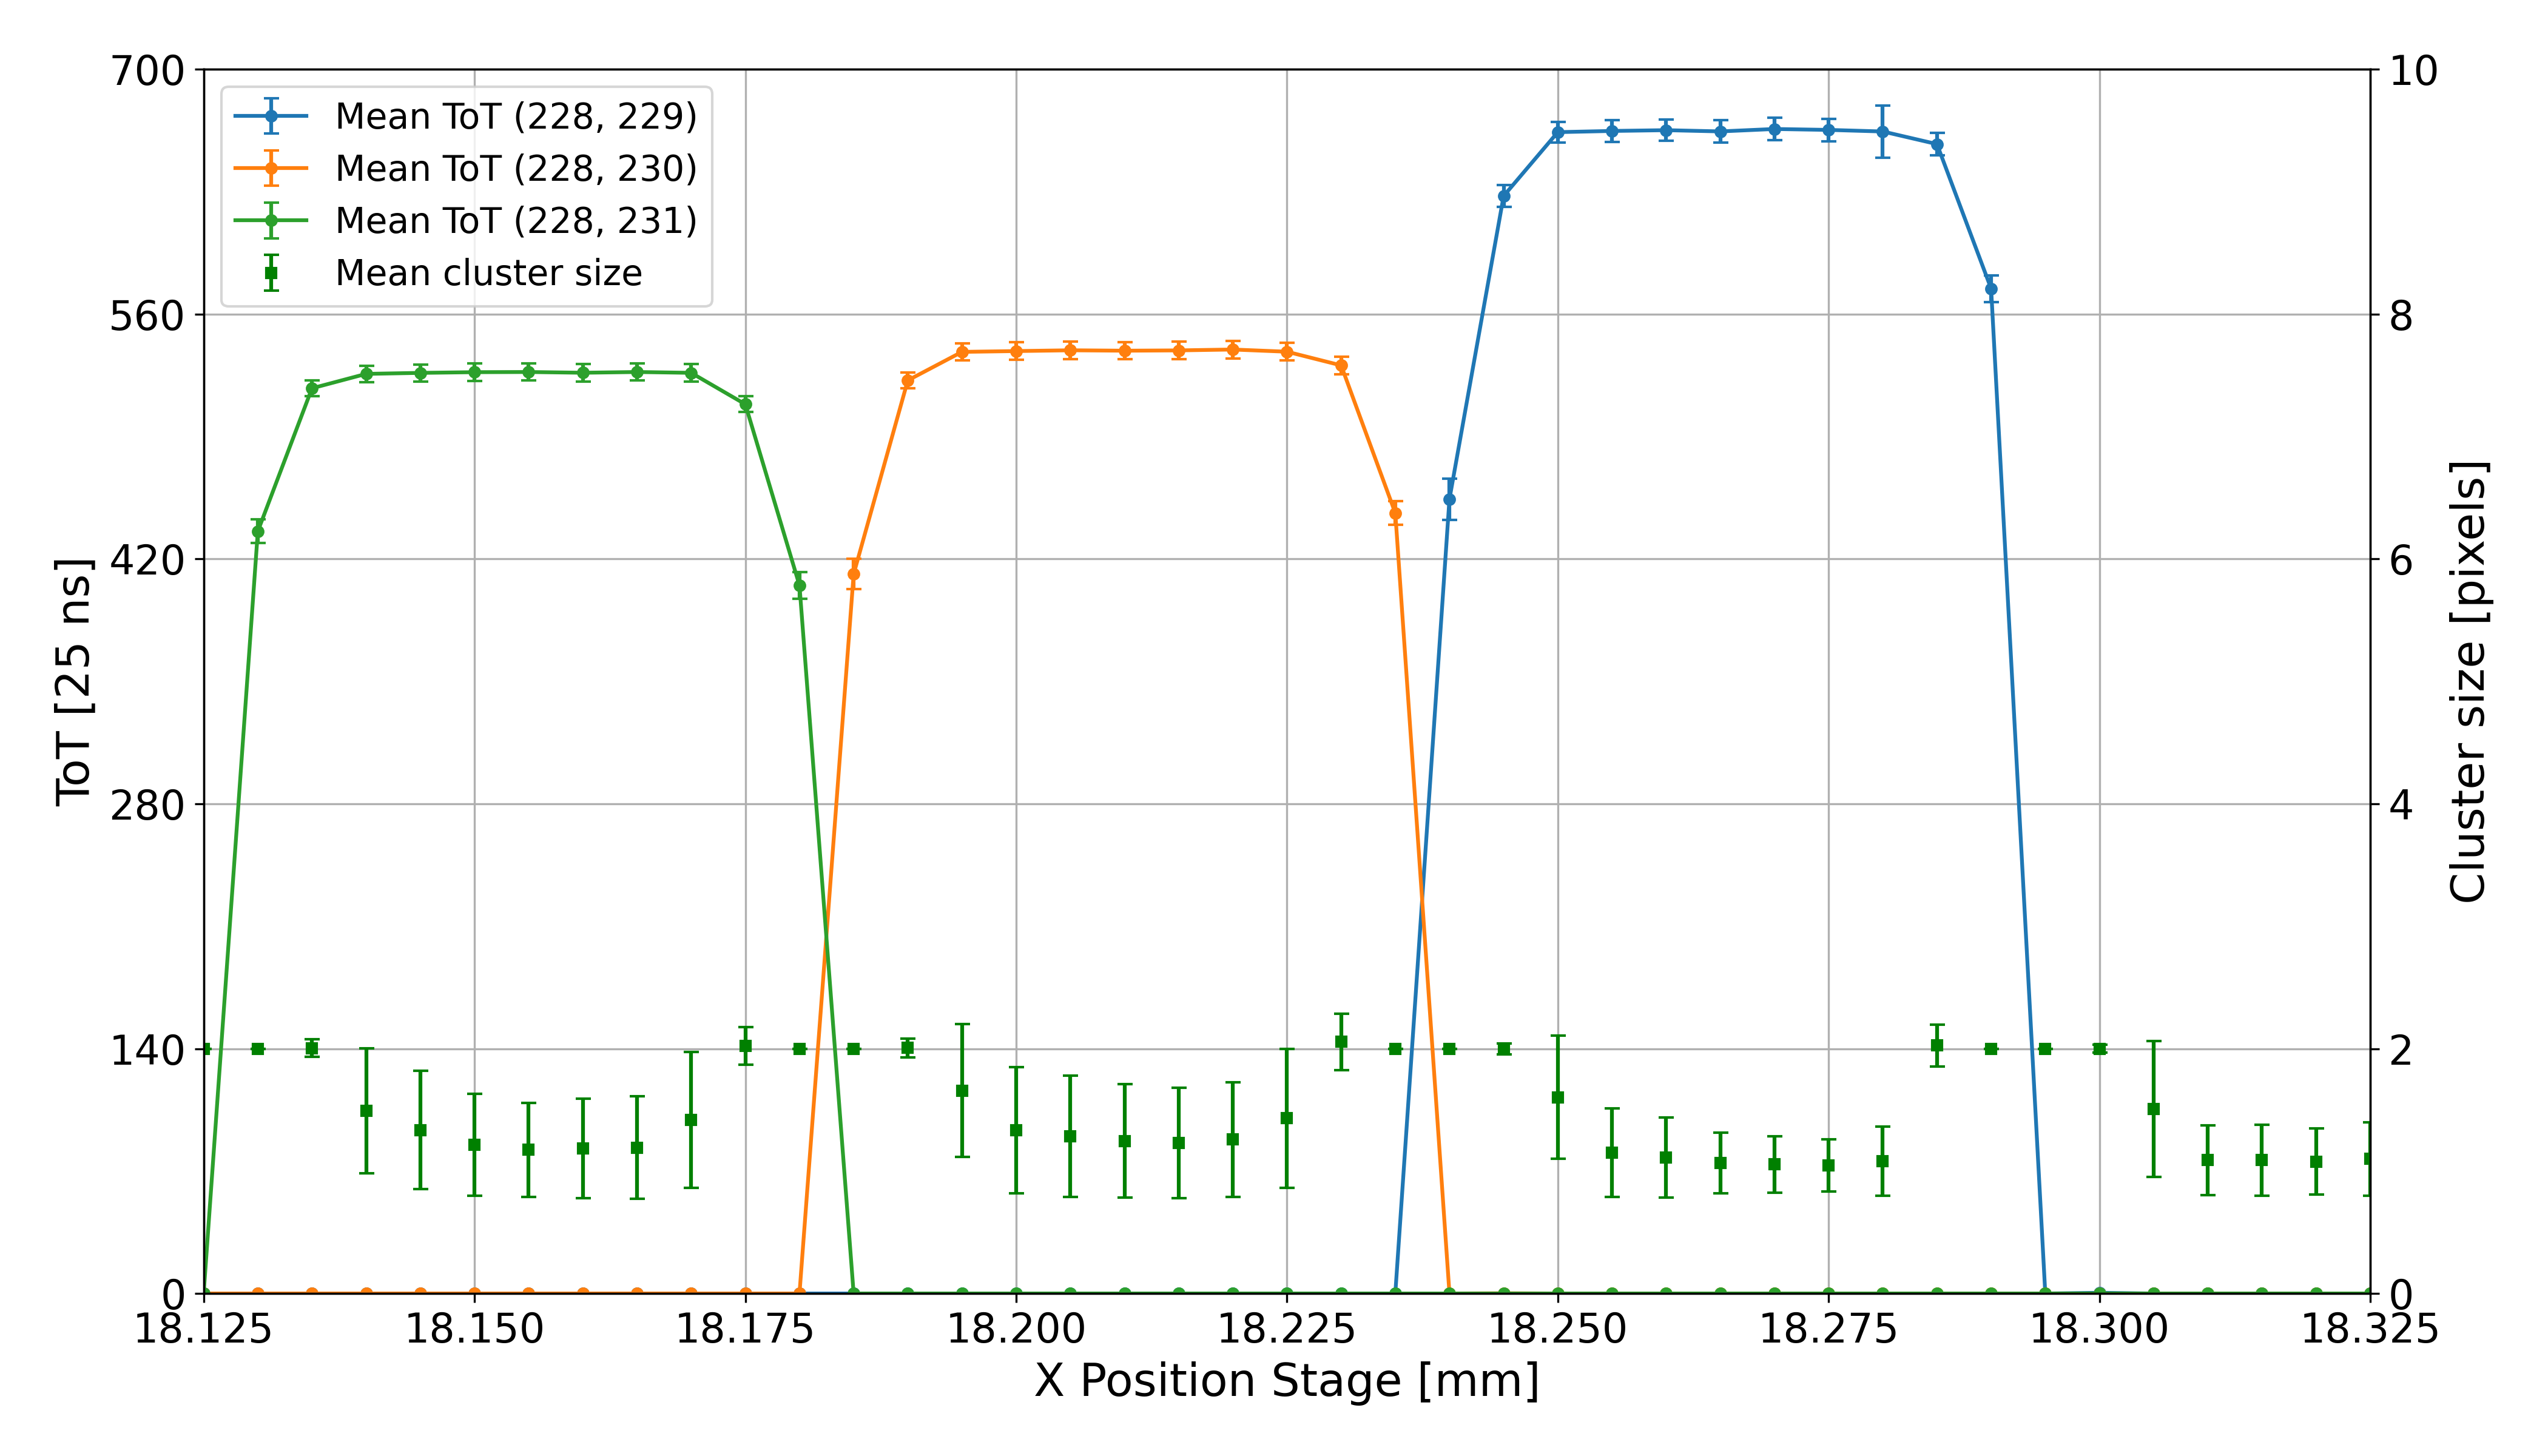 Mean ToT (228, 229)
Mean ToT (228, 230)
Mean ToT (228, 231)
Mean cluster size
700
560
420
280
140
0
ToT [25 ns]
10
8
6
4
2
0
Cluster size [pixels]
18.125 18.150 18.175 18.200 18.225 18.250 18.275 18.300 18.325
X Position Stage [mm]